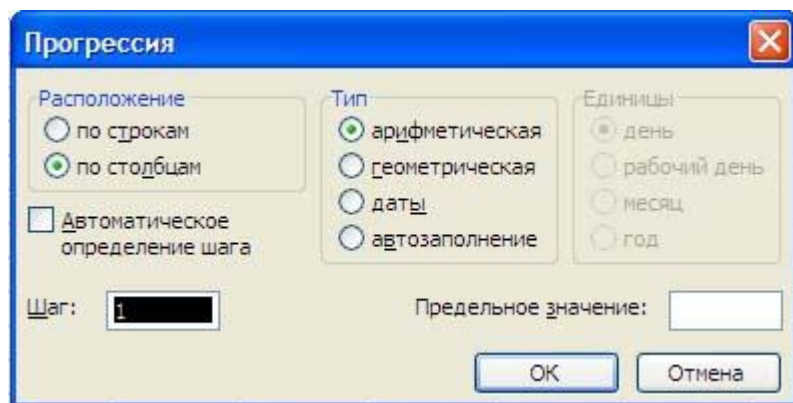 Прогрессия
Расположение
по строкам
по столбцам
Автоматическое
определение шага
Тип
арифметическая
геометрическая
даты
автозаполнение
Единицы
день
рабочий день
месяц
год
Шаг: 1
Предельное значение:
ОК
Отмена